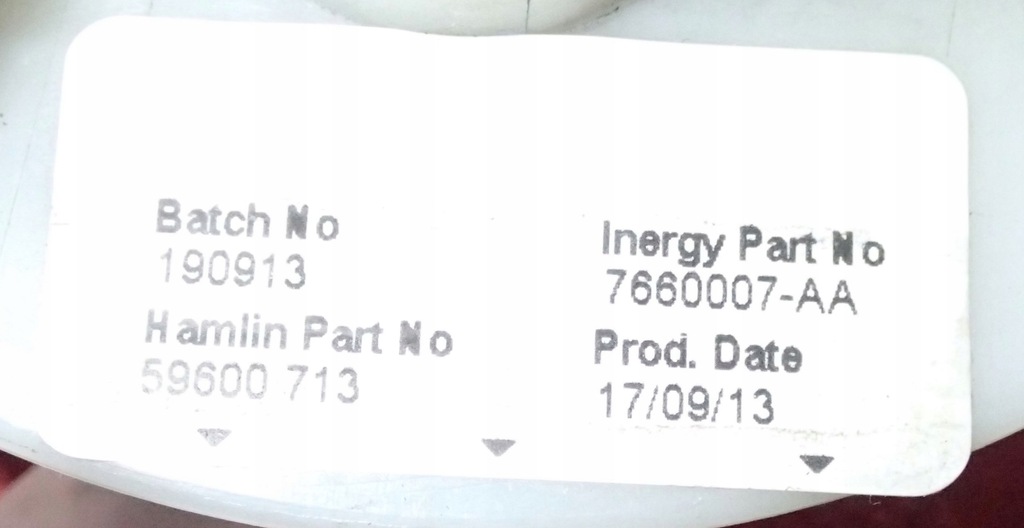 Batch No
190913
Hamlin Part No
59600 713
Inergy Part No
7660007-AA
Prod. Date
17/09/13